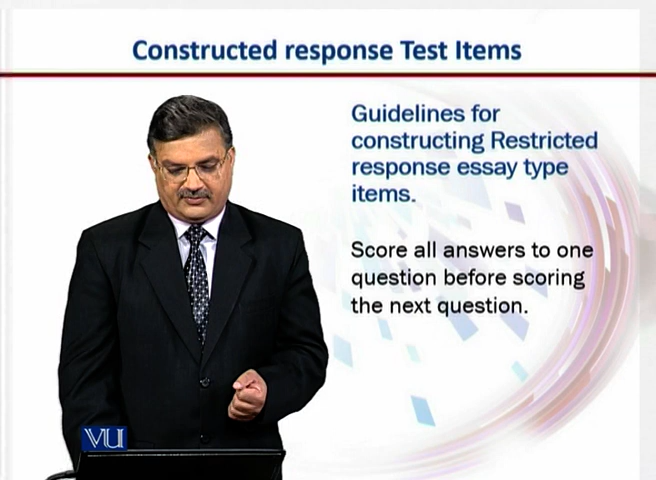 Constructed response Test Items
Guidelines for
constructing Restricted
response essay type
items.
Score all answers to one
question before scoring
the next question.
VU